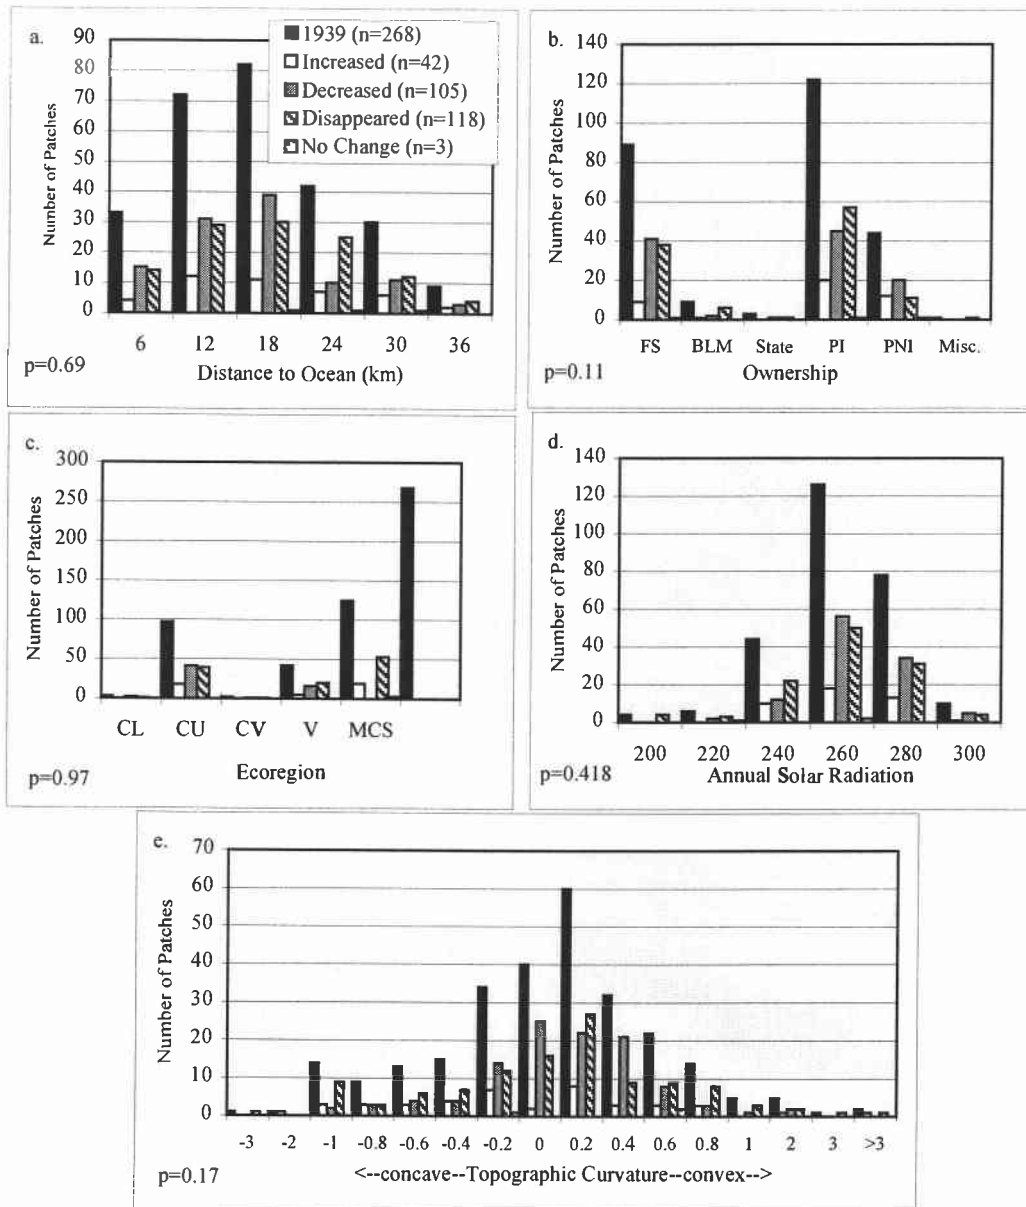 a.
90
80
70
60
50
40
30
20
10
0
Number of Patches
1939 (n=268)
Increased (n=42)
Decreased (n=105)
Disappeared (n=118)
No Change (n=3)
6 12 18 24 30 36
p=0.69
Distance to Ocean (km)
b.
140
120
100
80
60
40
20
0
Number of Patches
FS BLM State PI PNI Misc.
p=0.11
Ownership
c.
300
250
200
150
100
50
0
Number of Patches
CL CU CV V MCS
Ecoregion
p=0.97
d.
140
120
100
80
60
40
20
0
Number of Patches
200 220 240 260 280 300
p=0.418
Annual Solar Radiation
e.
70
60
50
40
30
20
10
0
Number of Patches
-3 -2 -1 -0.8 -0.6 -0.4 -0.2 0 0.2 0.4 0.6 0.8 1 2 3 >3
p=0.17
<--concave--Topographic Curvature--convex-->